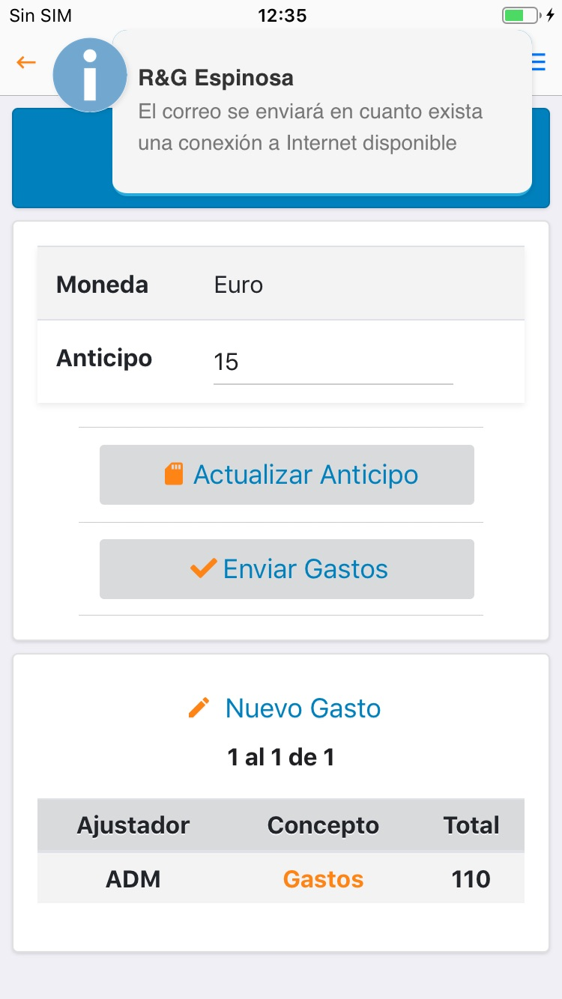 Sin SIM 12:35
R&G Espinosa
El correo se enviará en cuanto exista
una conexión a Internet disponible
Moneda Euro
Anticipo 15
Actualizar Anticipo
Enviar Gastos
Nuevo Gasto
1 al 1 de 1
Ajustador Concepto Total
ADM Gastos 110